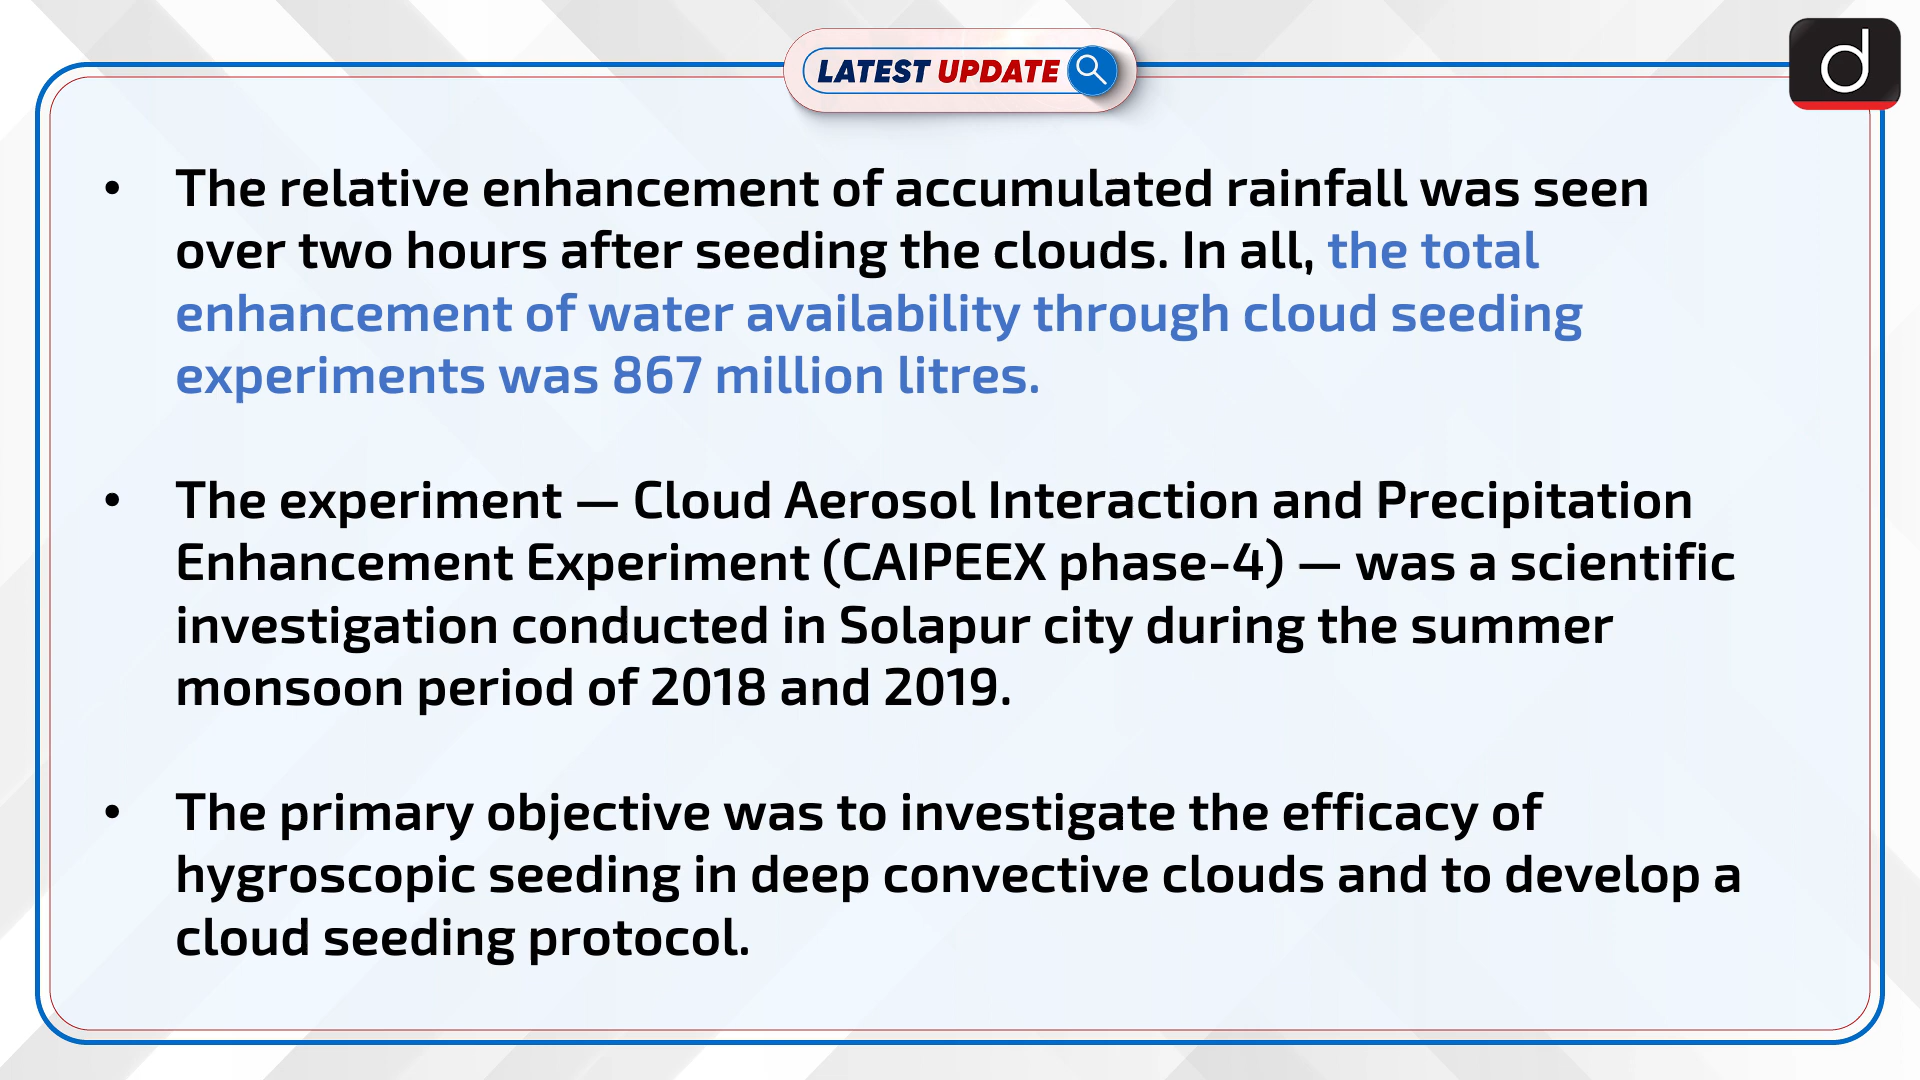 LATEST UPDATE
d
• The relative enhancement of accumulated rainfall was seen
over two hours after seeding the clouds. In all, the total
enhancement of water availability through cloud seeding
experiments was 867 million litres.
• The experiment — Cloud Aerosol Interaction and Precipitation
Enhancement Experiment (CAIPEEX phase-4) — was a scientific
investigation conducted in Solapur city during the summer
monsoon period of 2018 and 2019.
• The primary objective was to investigate the efficacy of
hygroscopic seeding in deep convective clouds and to develop a
cloud seeding protocol.